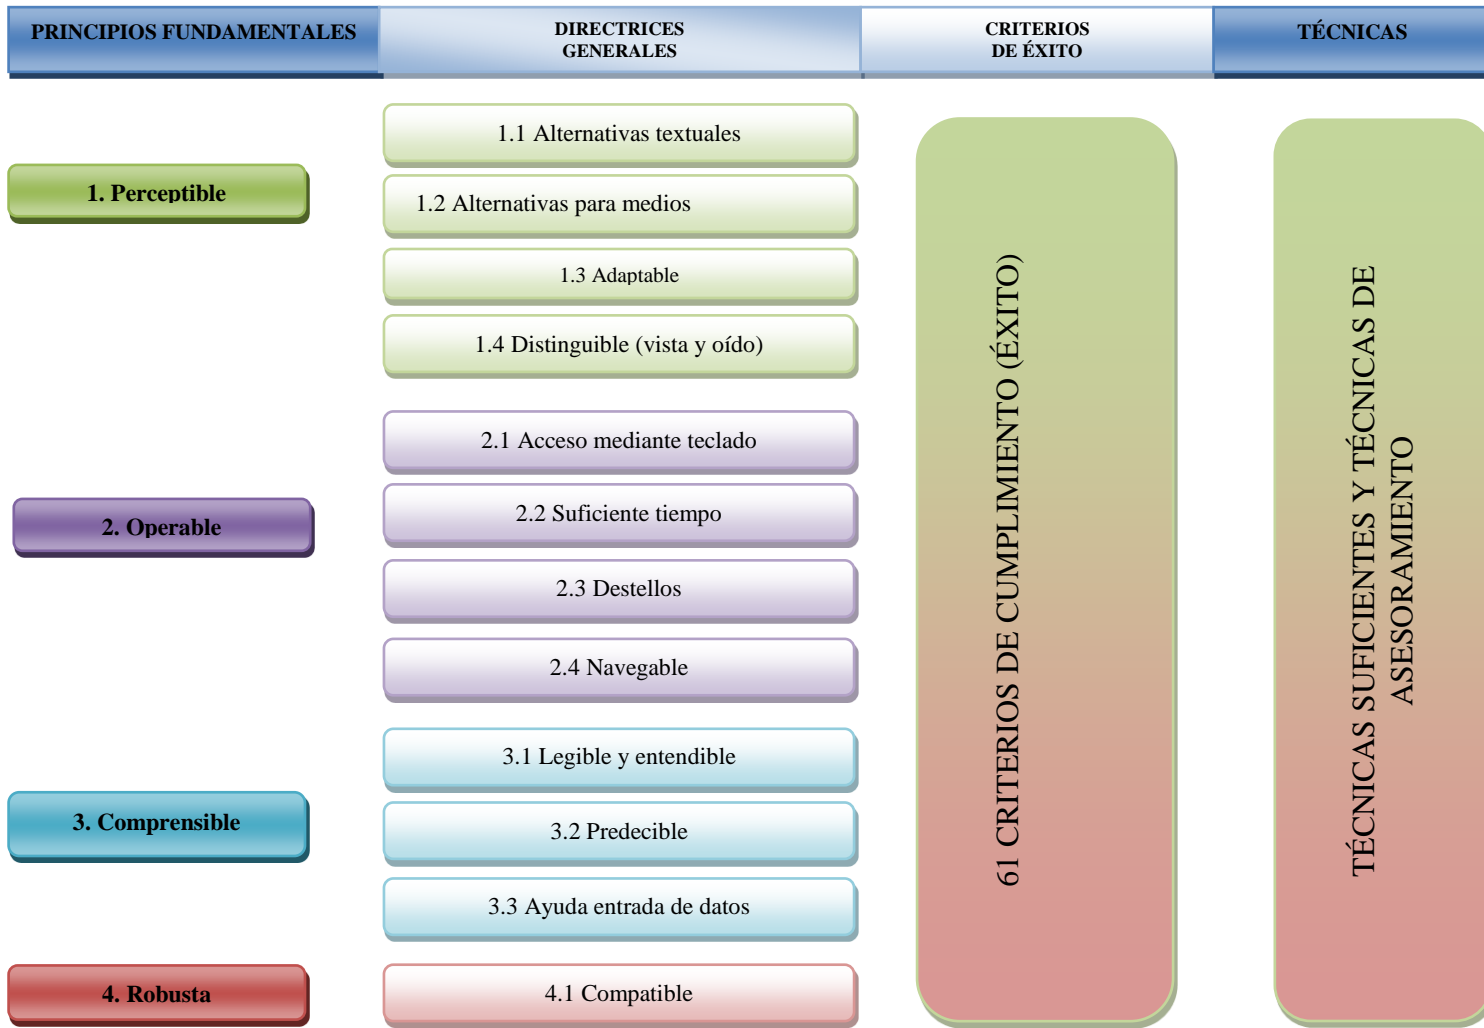 PRINCIPIOS FUNDAMENTALES
DIRECTRICES
GENERALES
CRITERIOS
DE ÉXITO
TÉCNICAS
1. Perceptible
1.1 Alternativas textuales
1.2 Alternativas para medios
1.3 Adaptable
1.4 Distinguible (vista y oído)
2. Operable
2.1 Acceso mediante teclado
2.2 Suficiente tiempo
2.3 Destellos
2.4 Navegable
3. Comprensible
3.1 Legible y entendible
3.2 Predecible
3.3 Ayuda entrada de datos
4. Robusta
4.1 Compatible
61 CRITERIOS DE CUMPLIMIENTO (ÉXITO)
TÉCNICAS SUFICIENTES Y TÉCNICAS DE
ASESORAMIENTO